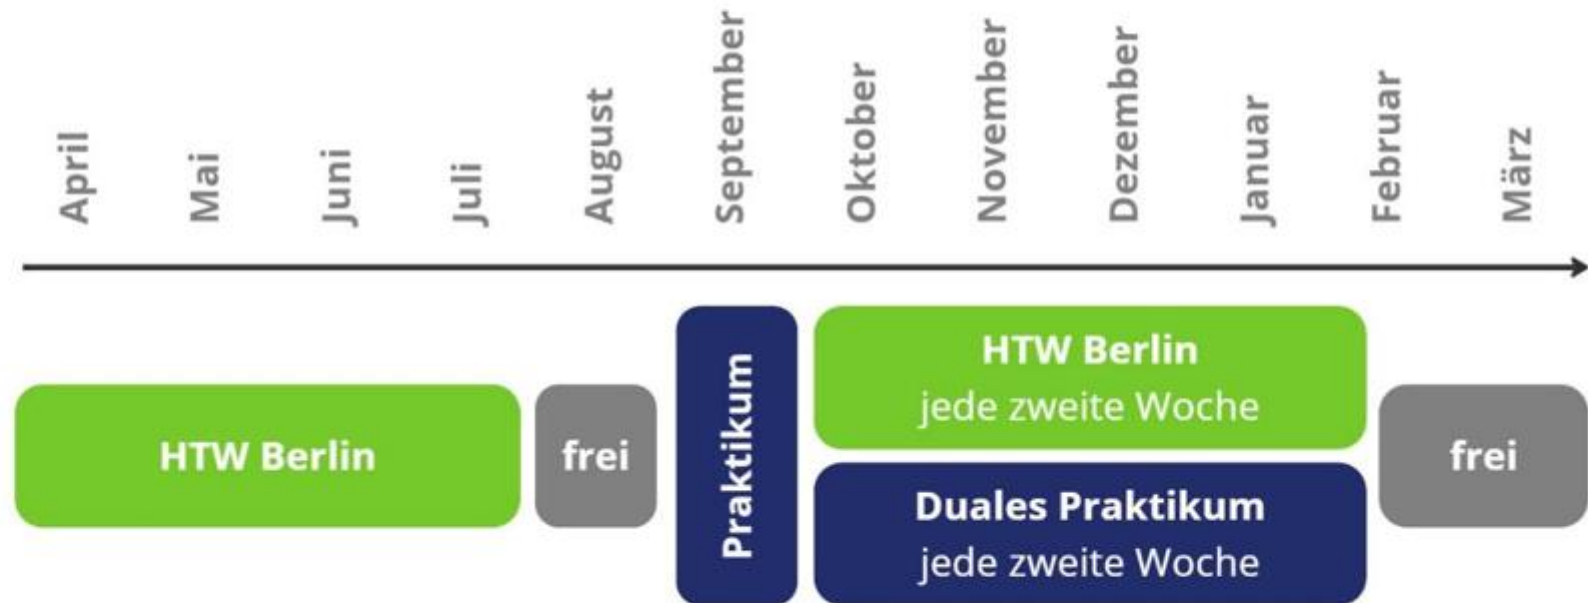 April
Mai
Juni
Juli
August
September
Oktober
November
Dezember
Januar
Februar
März
HTW Berlin
frei
Praktikum
HTW Berlin
jede zweite Woche
Duales Praktikum
jede zweite Woche
frei